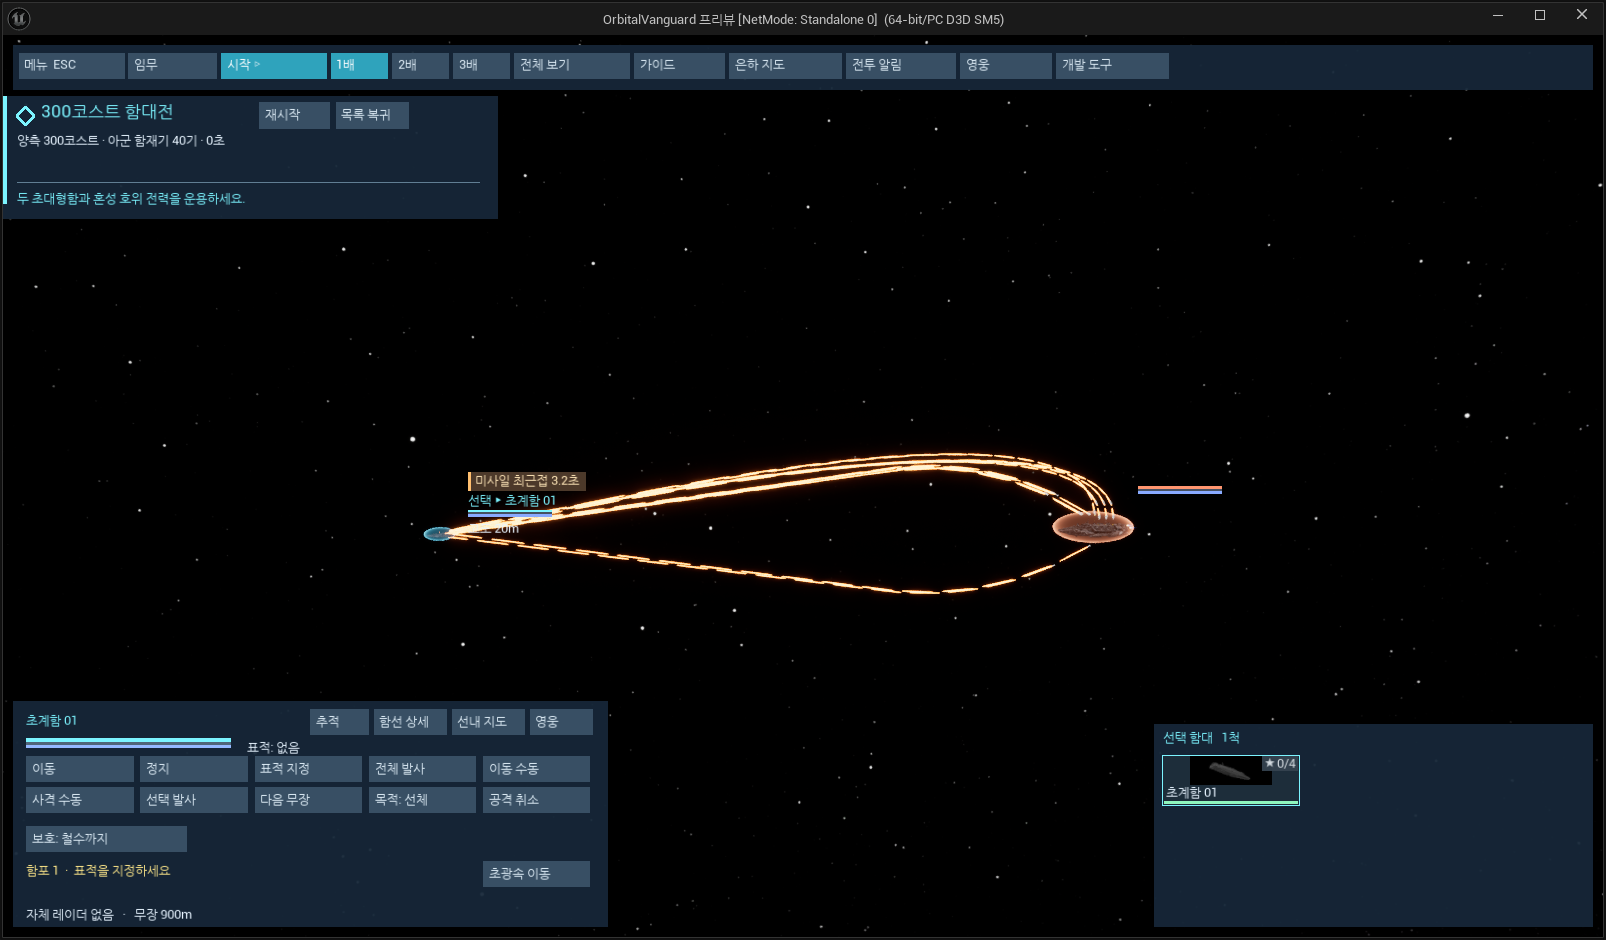 OrbitalVanguard 프리뷰 [NetMode: Standalone 0] (64-bit/PC D3D SM5)
메뉴 ESC 임무 시작 ▷ 1배 2배 3배 전체 보기 가이드 은하 지도 전투 알림 영웅 개발 도구
300코스트 함대전 재시작 목록 복귀
양측 300코스트 · 아군 함재기 40기 · 0초
두 초대형함과 혼성 호위 전력을 운용하세요.
미사일 최근접 3.2초
선택 ▶ 초계함 01
20m
초계함 01 추적 함선 상세 선내 지도 영웅
표적: 없음
이동 정지 표적 지정 전체 발사 이동 수동
사격 수동 선택 발사 다음 무장 목적: 선체 공격 취소
보호: 철수까지
함포 1 · 표적을 지정하세요
초광속 이동
자체 레이더 없음 · 무장 900m
선택 함대 1척
★ 0/4
초계함 01